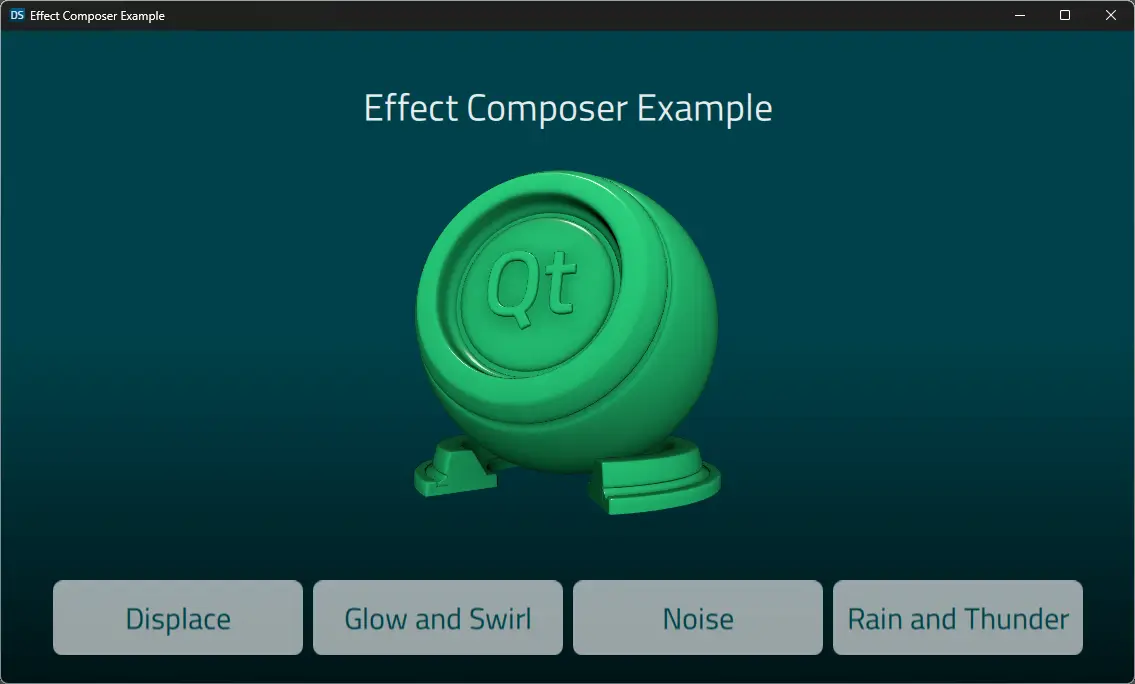 DS Effect Composer Example
Effect Composer Example
Qt
Displace
Glow and Swirl
Noise
Rain and Thunder